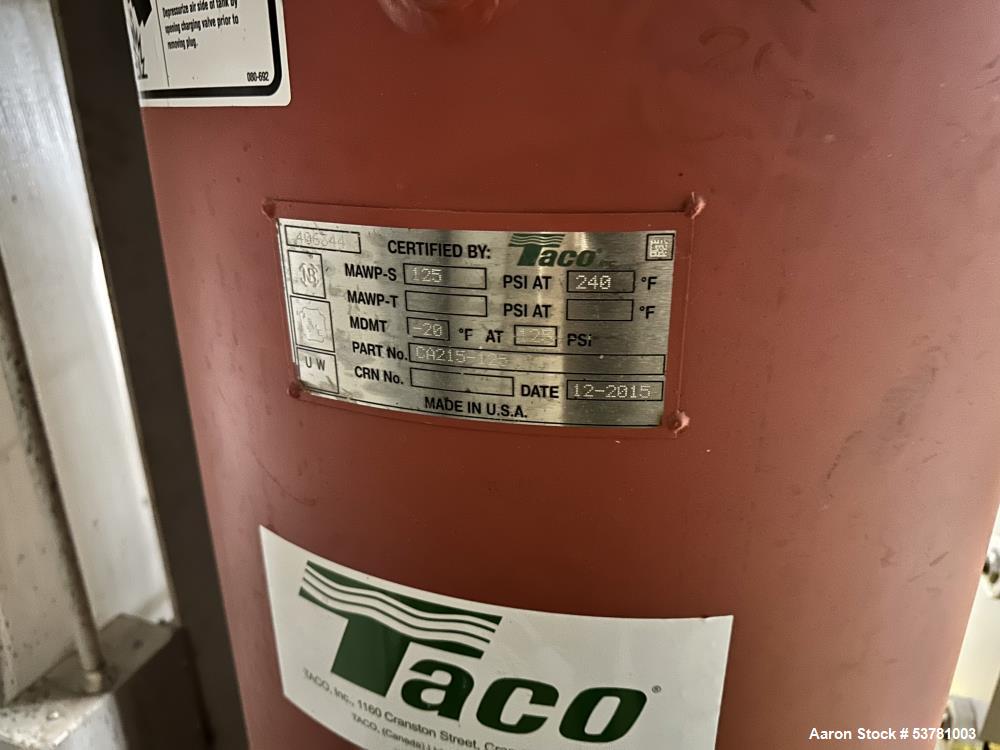 Depressurize air side of tank by
opening charging valve prior to
removing plug.
080-692
CERTIFIED BY: Taco
MAWP-S 125 PSI AT 240 °F
MAWP-T PSI AT °F
MDMT -20 °F AT 125 PSi
PART No. CA215-125
U W
CRN No. DATE 12-2015
MADE IN U.S.A.
Taco®
TACO, Inc., 1160 Cranston Street,
TACO, (Canada)
Aaron Stock # 53781003